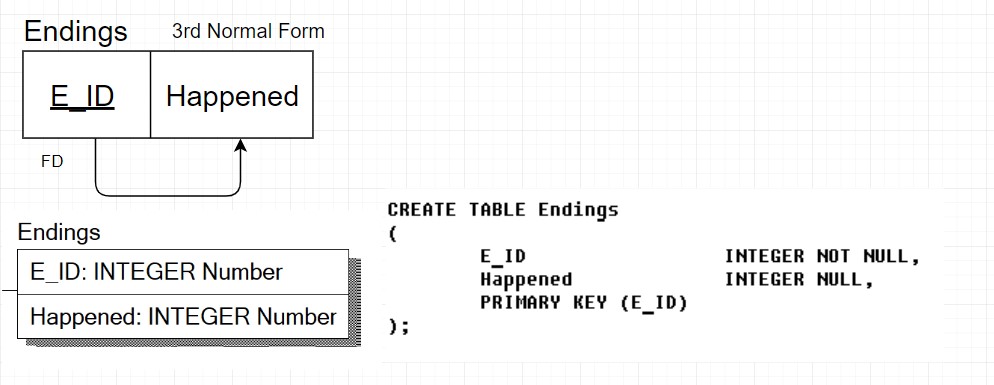 Endings 3rd Normal Form
E_ID Happened
FD
Endings
E_ID: INTEGER Number
Happened: INTEGER Number
CREATE TABLE Endings
(
E_ID INTEGER NOT NULL,
Happened INTEGER NULL,
PRIMARY KEY (E_ID)
);